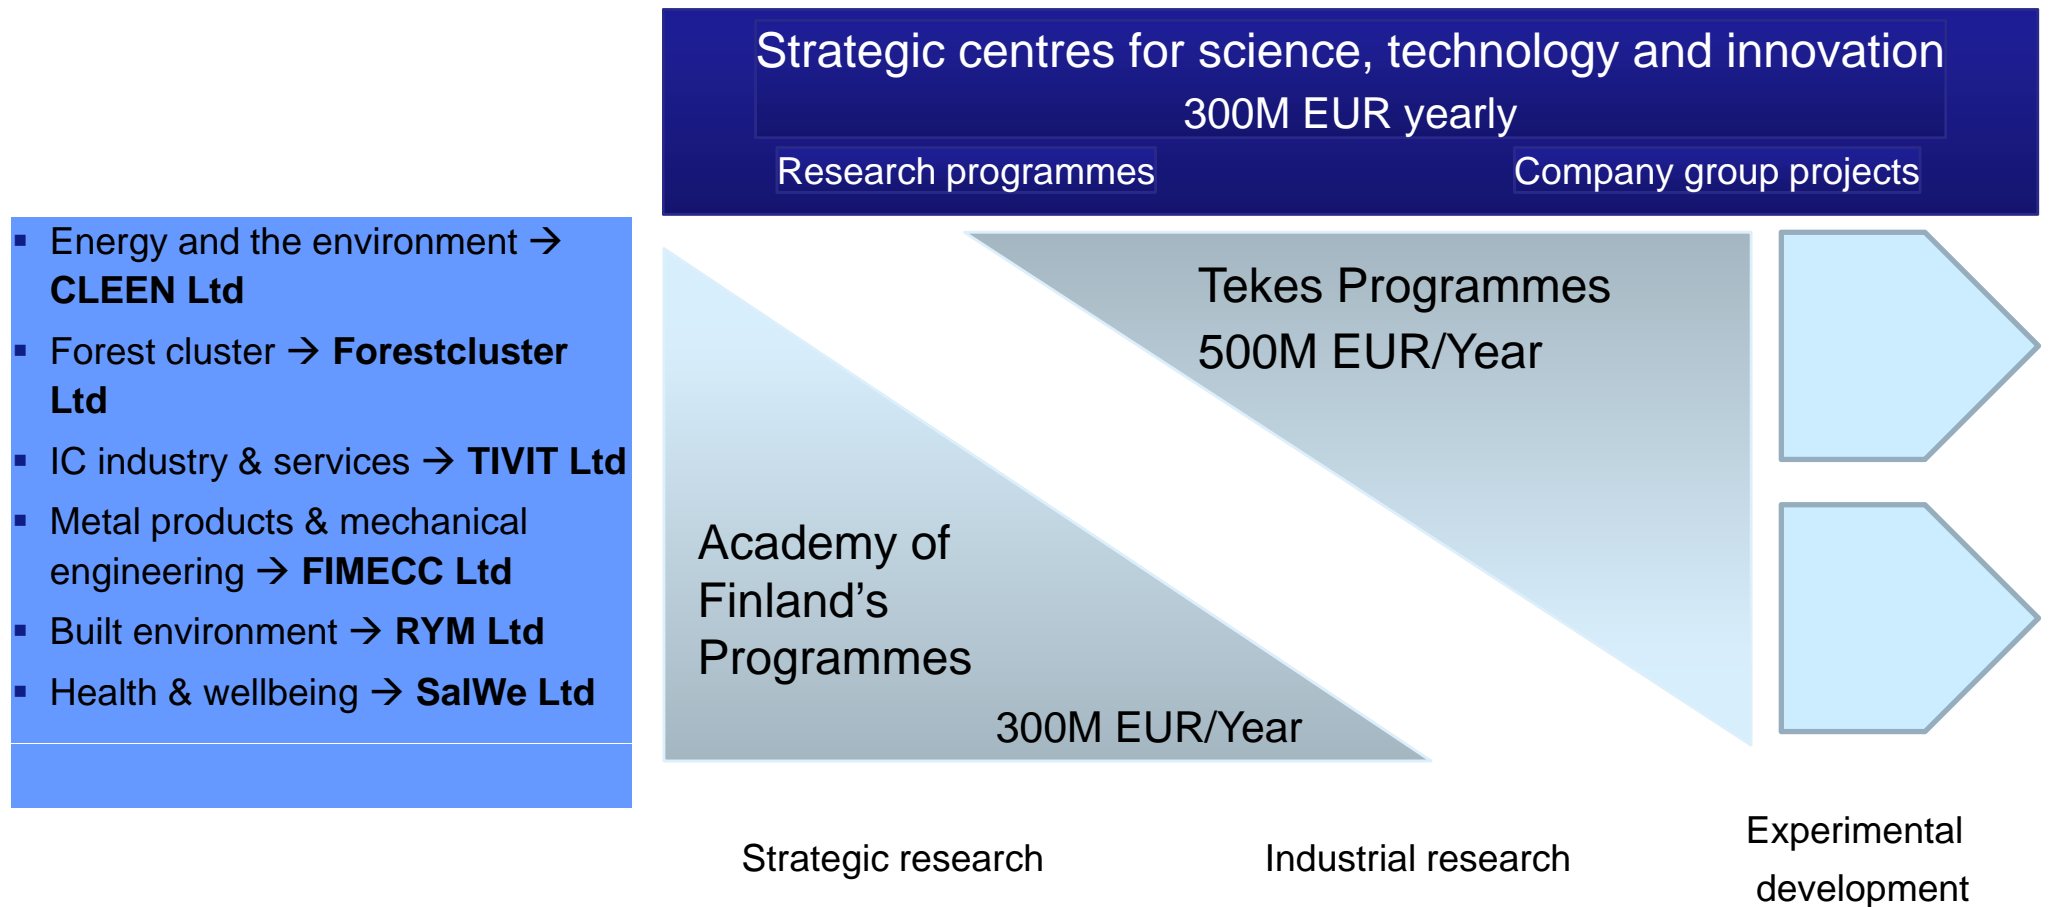 Strategic centres for science, technology and innovation
300M EUR yearly
Research programmes
Company group projects
▪ Energy and the environment →
CLEEN Ltd
▪ Forest cluster → Forestcluster
Ltd
▪ IC industry & services → TIVIT Ltd
▪ Metal products & mechanical
engineering → FIMECC Ltd
▪ Built environment → RYM Ltd
▪ Health & wellbeing → SalWe Ltd
Tekes Programmes
500M EUR/Year
Academy of
Finland’s
Programmes
300M EUR/Year
Strategic research
Industrial research
Experimental
development